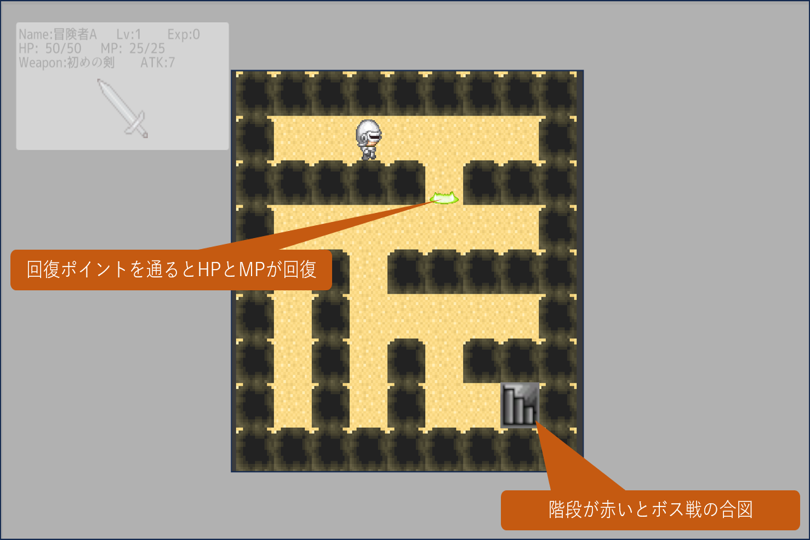 Name:冒険者A Lv:1 Exp:0
HP: 50/50 MP: 25/25
Weapon:初めの剣 ATK:7
回復ポイントを通るとHPとMPが回復
階段が赤いとボス戦の合図